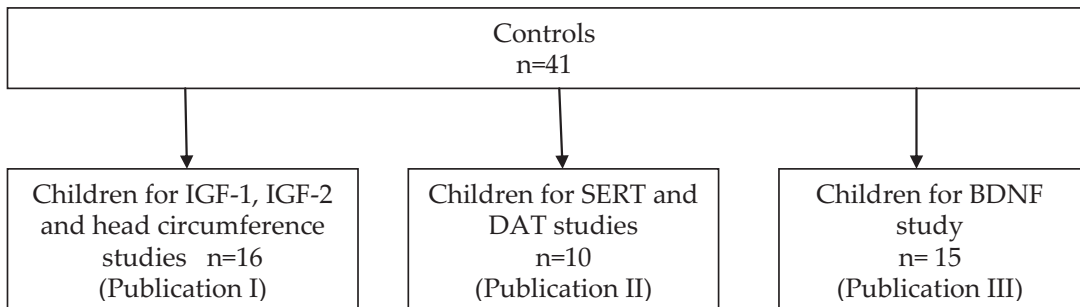 Controls
n=41
Children for IGF-1, IGF-2
and head circumference
studies n=16
(Publication I)
Children for SERT and
DAT studies
n=10
(Publication II)
Children for BDNF
study
n= 15
(Publication III)